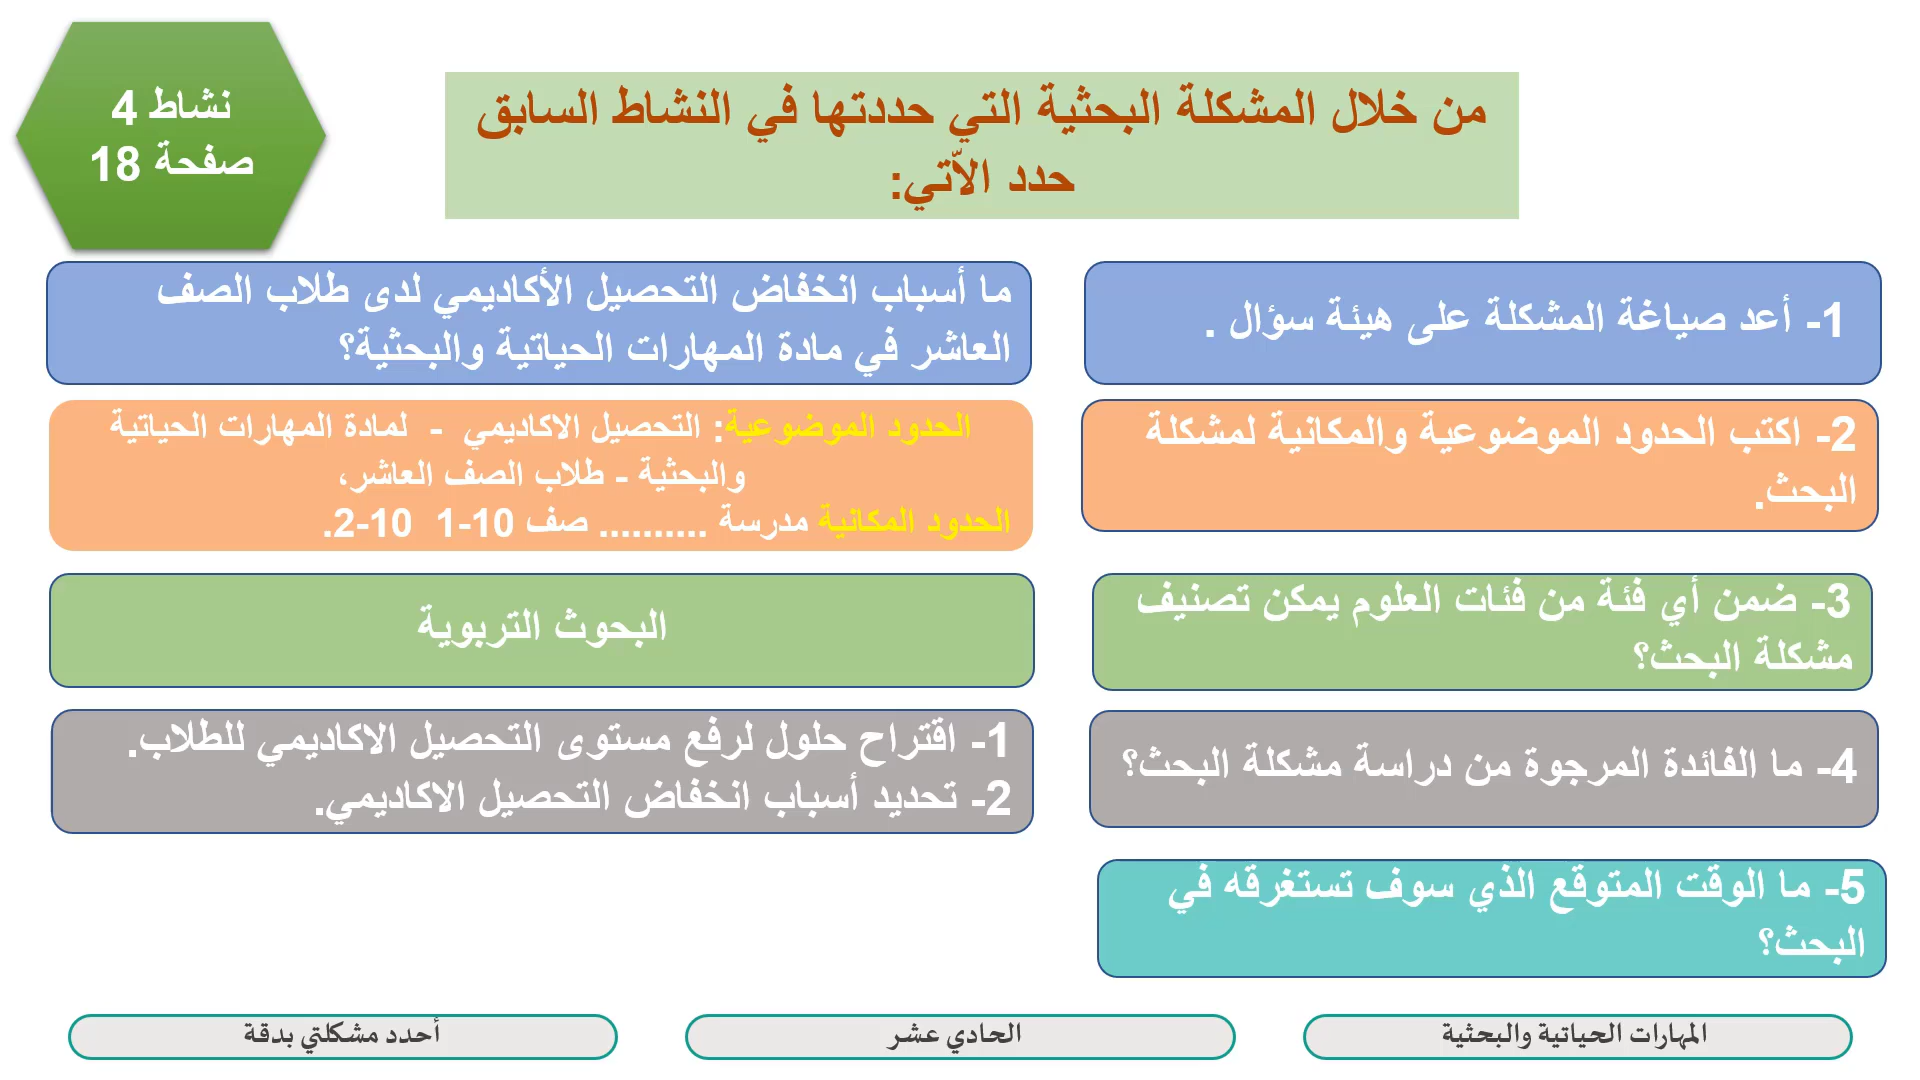 نشاط 4
صفحة 18
من خلال المشكلة البحثية التي حددتها في النشاط السابق
حدد الاّتي:
1- أعد صياغة المشكلة على هيئة سؤال .
ما أسباب انخفاض التحصيل الأكاديمي لدى طلاب الصف
العاشر في مادة المهارات الحياتية والبحثية؟
2- اكتب الحدود الموضوعية والمكانية لمشكلة
البحث.
الحدود الموضوعية: التحصيل الاكاديمي - لمادة المهارات الحياتية
والبحثية - طلاب الصف العاشر،
الحدود المكانية مدرسة .......... صف 10-1 10-2.
3- ضمن أي فئة من فئات العلوم يمكن تصنيف
مشكلة البحث؟
البحوث التربوية
4- ما الفائدة المرجوة من دراسة مشكلة البحث؟
1- اقتراح حلول لرفع مستوى التحصيل الاكاديمي للطلاب.
2- تحديد أسباب انخفاض التحصيل الاكاديمي.
5- ما الوقت المتوقع الذي سوف تستغرقه في
البحث؟
المهارات الحياتية والبحثية
الحادي عشر
أحدد مشكلتي بدقة